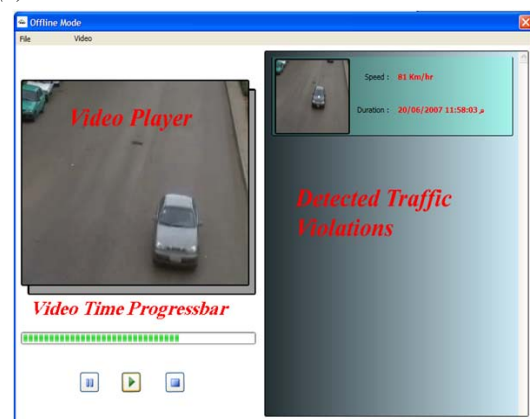 Offline Mode
File Video
Video Player
Video Time Progressbar
Speed : 81 Km/hr
Duration : 20/06/2007 11:58:03 م
Detected Traffic
Violations